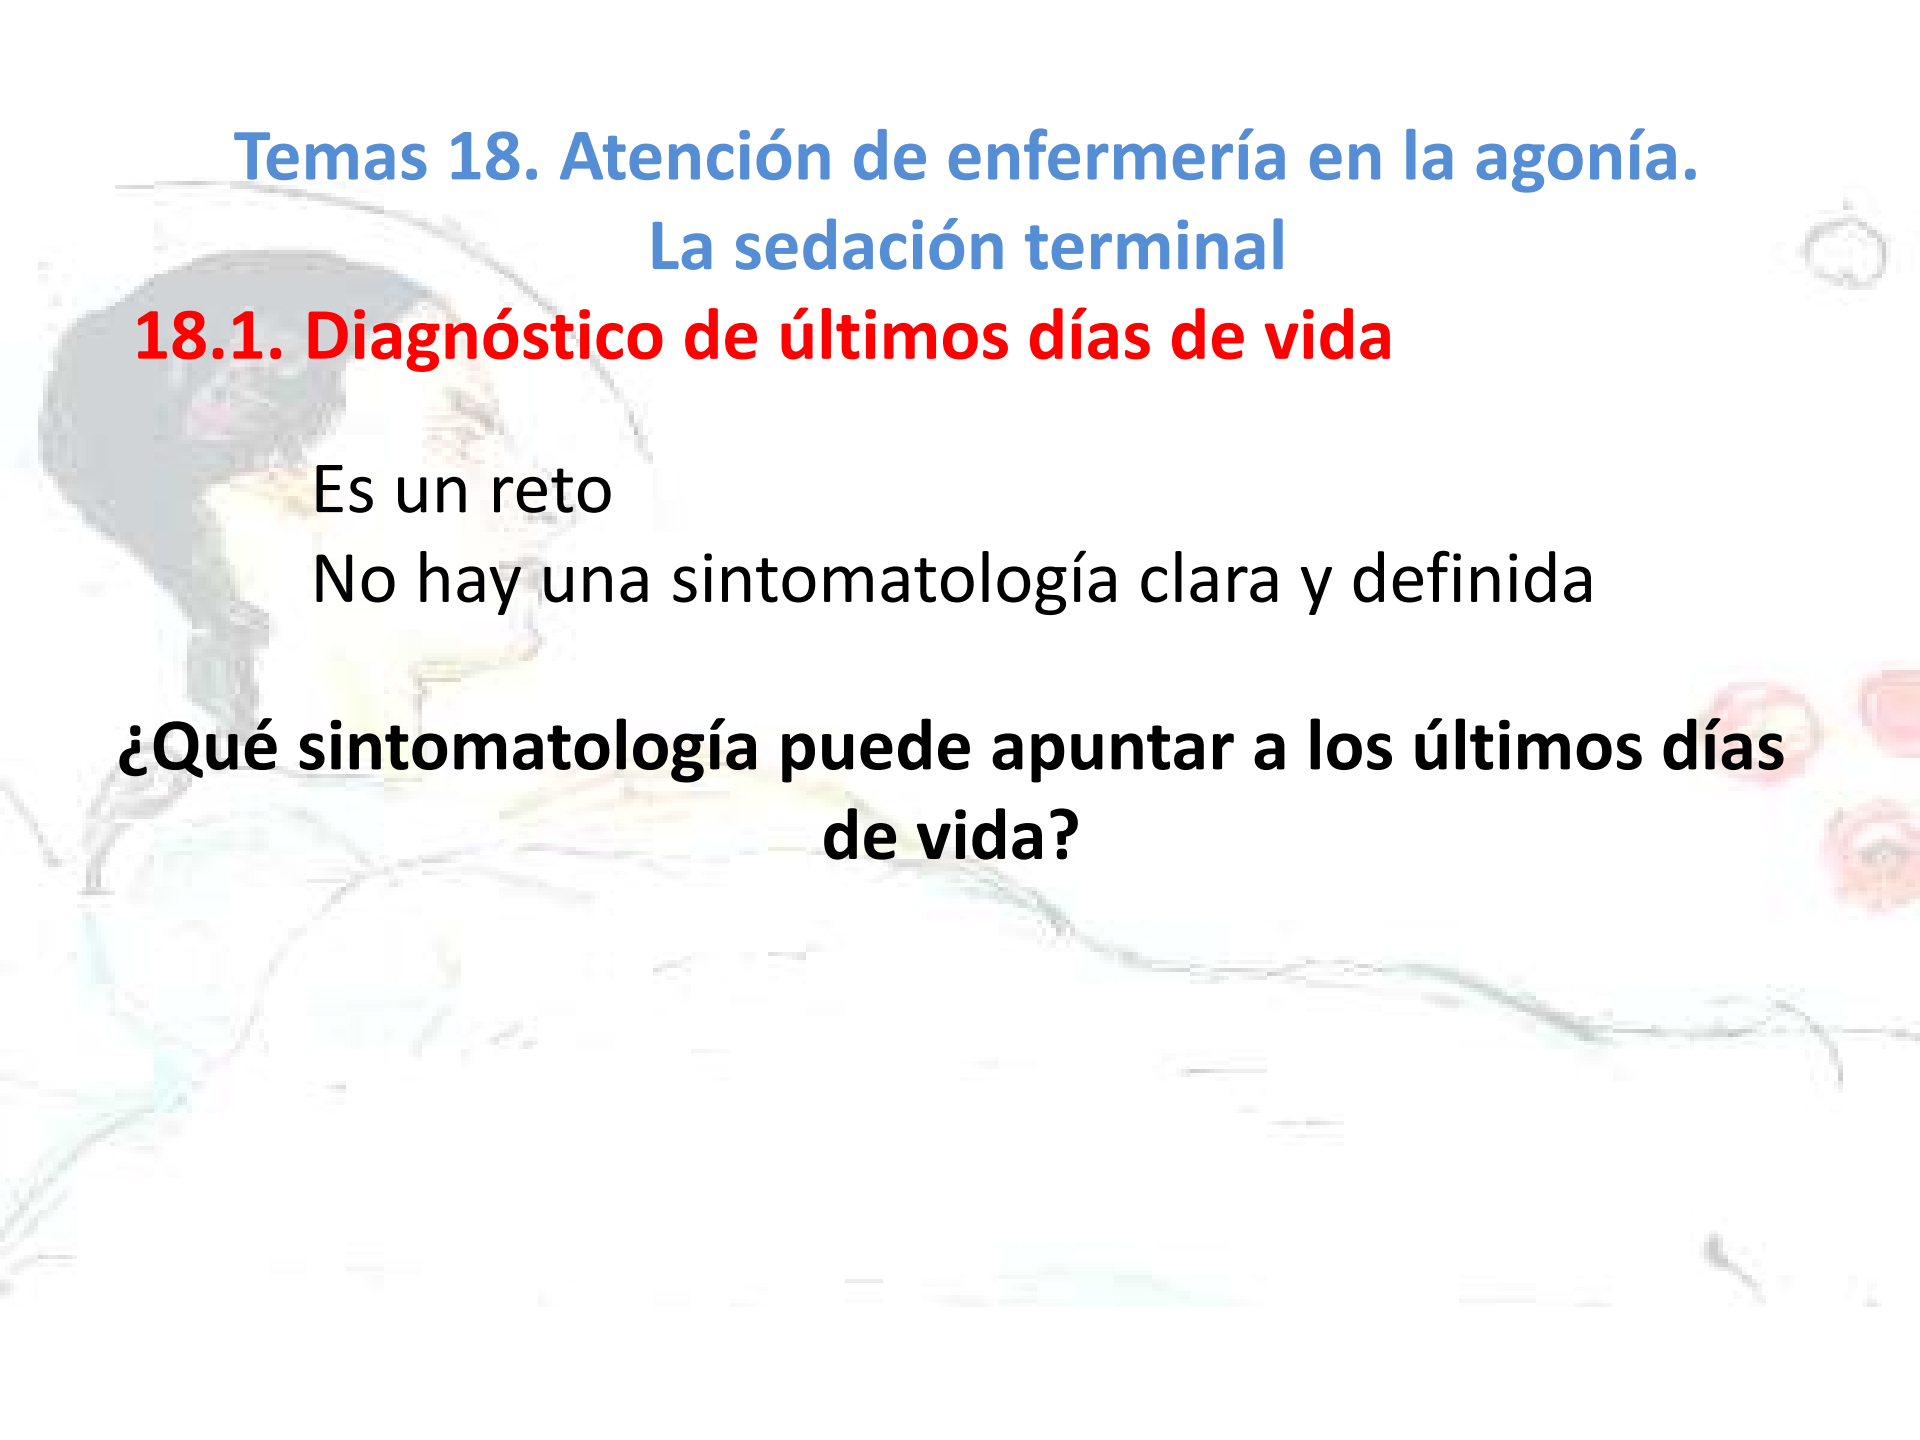 Temas 18. Atención de enfermería en la agonía.
La sedación terminal
18.1. Diagnóstico de últimos días de vida
Es un reto
No hay una sintomatología clara y definida
¿Qué sintomatología puede apuntar a los últimos días
de vida?